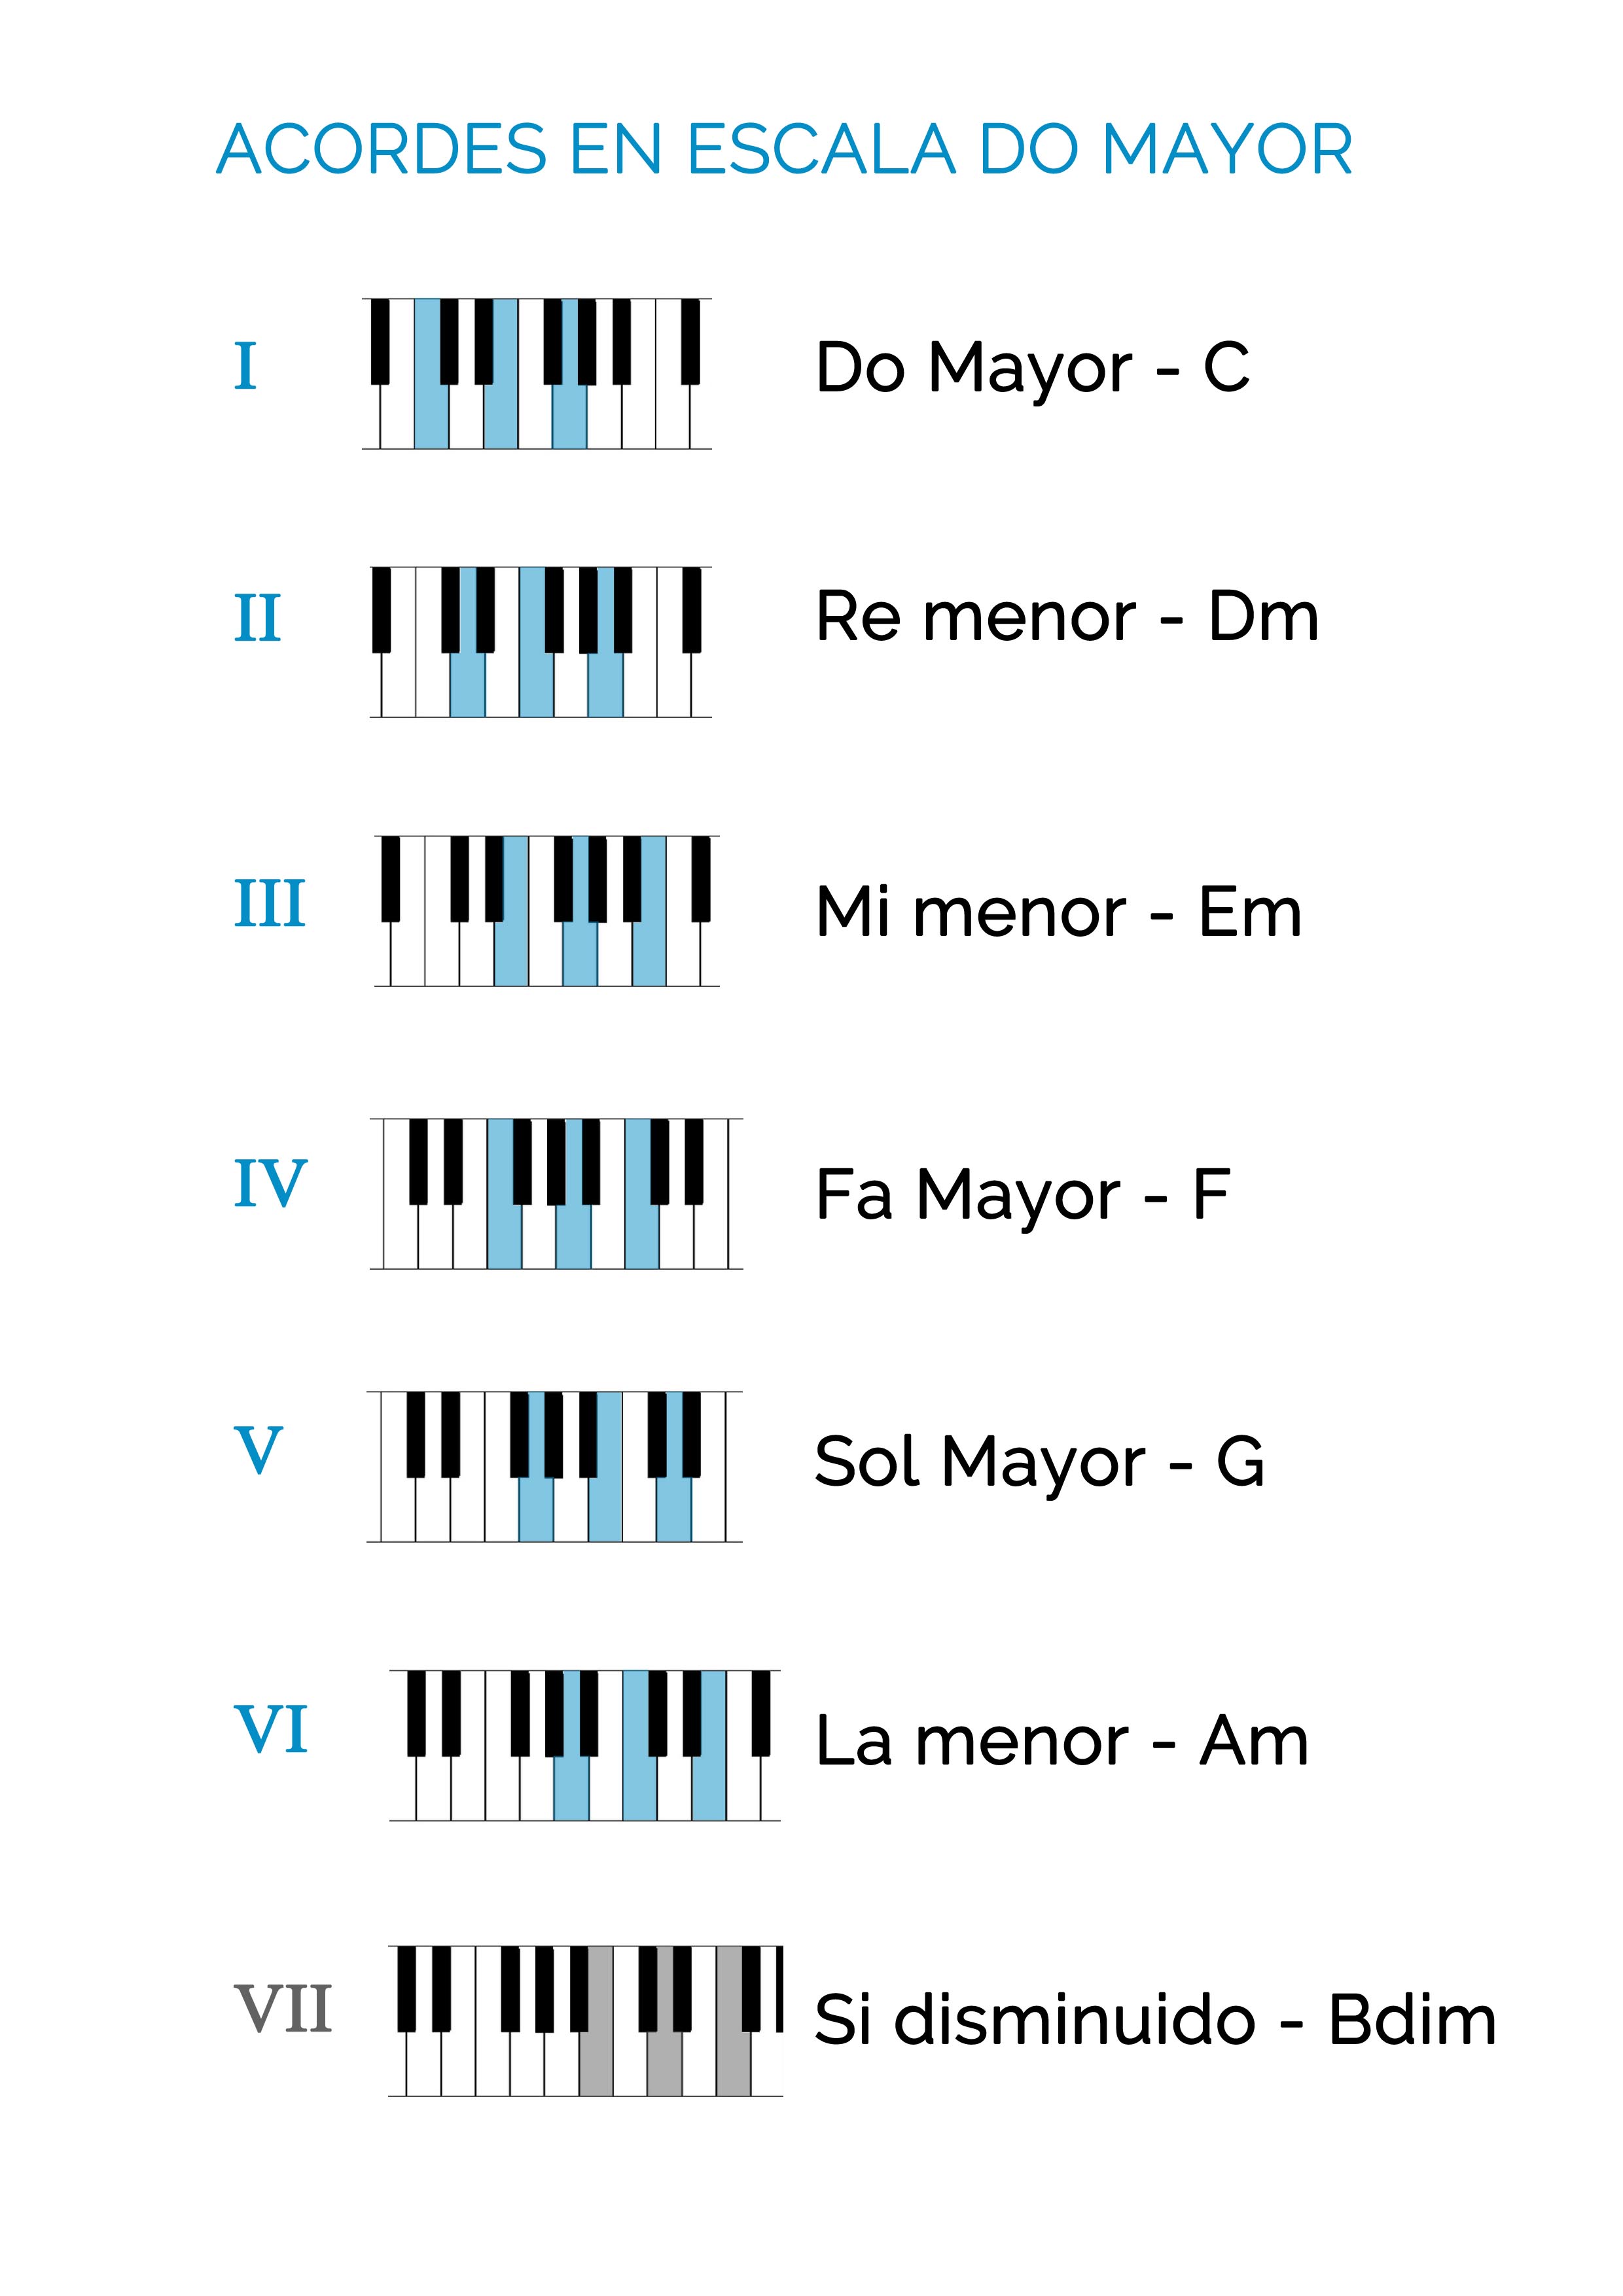 ACORDES EN ESCALA DO MAYOR
I Do Mayor - C
II Re menor - Dm
III Mi menor - Em
IV Fa Mayor - F
V Sol Mayor - G
VI La menor - Am
VII Si disminuido - Bdim